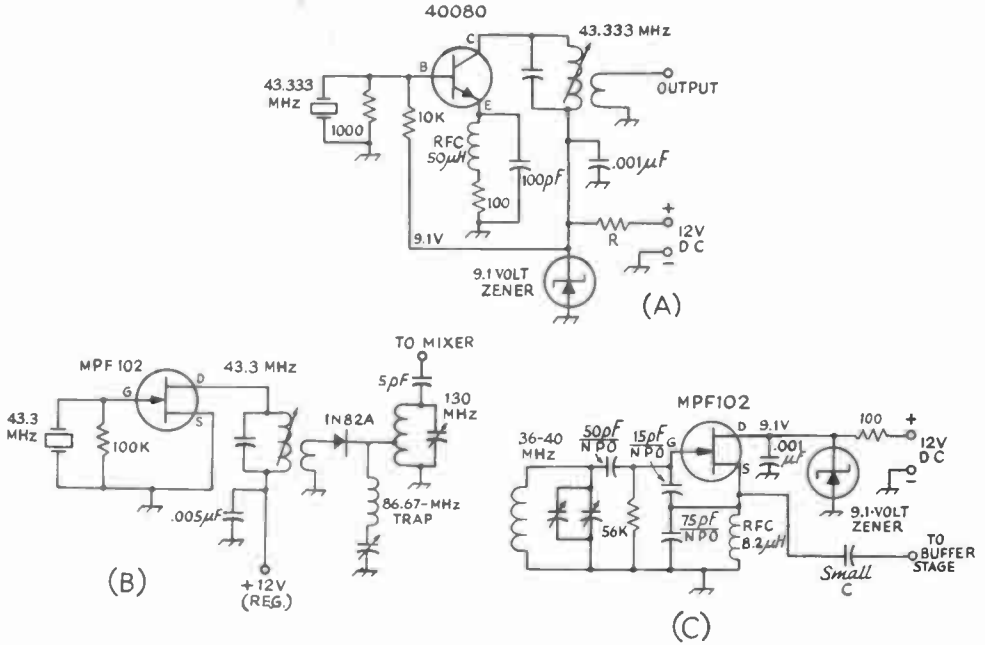 40080
C
43.333 MHz
B
E
43.333
MHz
1000
10K
RFC
50μH
100pF
100
OUTPUT
.001μF
+
12V
DC
−
R
9.1V
9.1 VOLT
ZENER
(A)
MPF102
43.3 MHz
G
D
S
43.3
MHz
100K
.005μF
+12V
(REG.)
1N82A
TO MIXER
5pF
130
MHz
86.67-MHz
TRAP
(B)
MPF102
36-40
MHz
50pF
NPO
15pF
NPO
G
D
S
9.1V
.001
μF
100
+
12V
DC
−
9.1-VOLT
ZENER
56K
75pF
NPO
RFC
8.2μH
Small
C
TO
BUFFER
STAGE
(C)